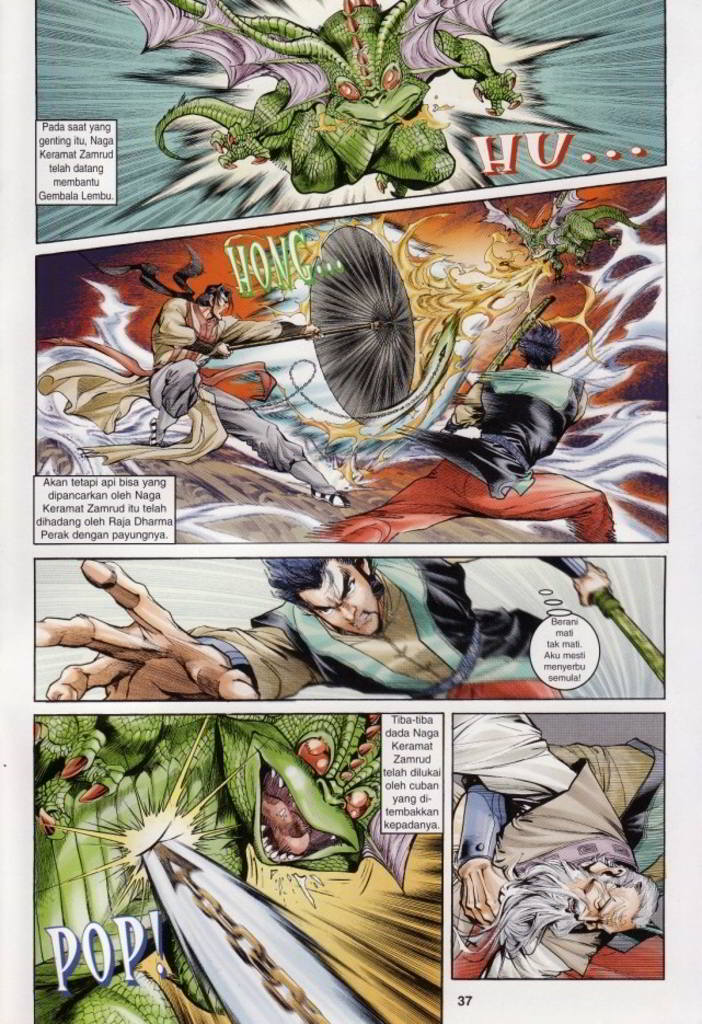 Pada saat yang
genting itu, Naga
Keramat Zamrud
telah datang
membantu
Gembala Lembu.
HU...
HONG...
Akan tetapi api bisa yang
dipancarkan oleh Naga
Keramat Zamrud itu telah
dihadang oleh Raja Dharma
Perak dengan payungnya.
Berani
mati
tak mati.
Aku mesti
menyerbu
semula!
Tiba-tiba
dada Naga
Keramat
Zamrud
telah dilukai
oleh cuban
yang di-
tembakkan
kepadanya.
POP!
37